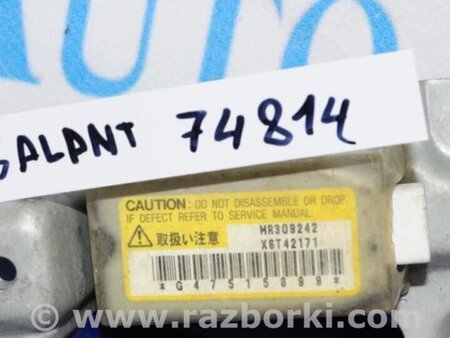 AUTO
GALANT 74814
CAUTION: DO NOT DISASSEMBLE OR DROP.
IF DEFECT REFER TO SERVICE MANUAL.
取扱い注意
MR309242
X6T42171
*G47515899*
www.razborki.com